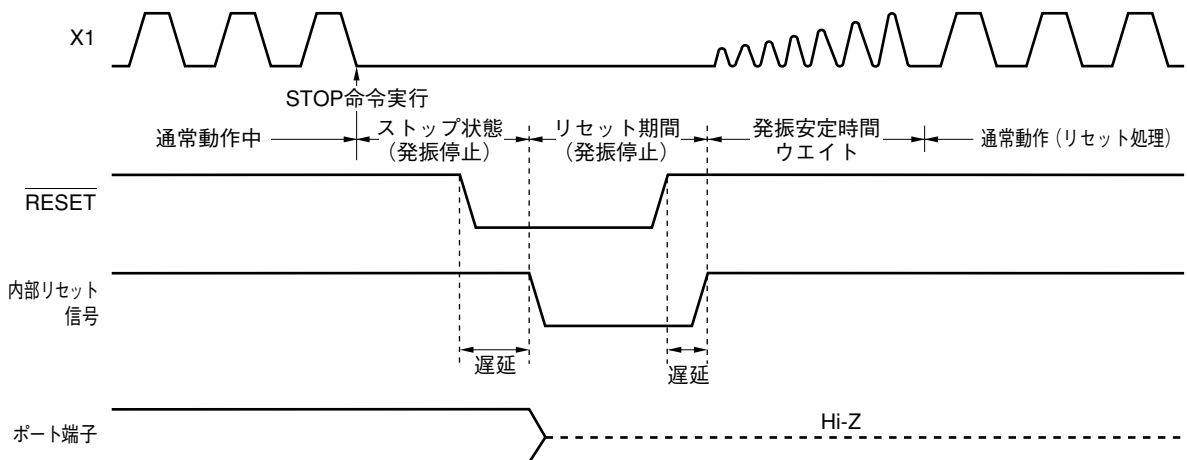 X1
STOP命令実行
通常動作中
ストップ状態
(発振停止)
リセット期間
(発振停止)
発振安定時間
ウエイト
通常動作(リセット処理)
RESET
内部リセット
信号
遅延
遅延
ポート端子
Hi-Z